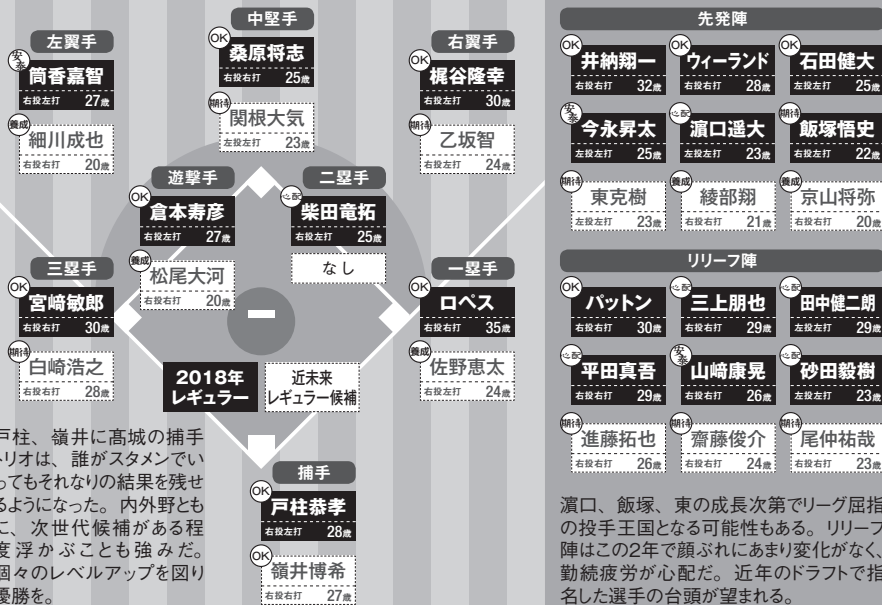 中堅手
OK
桑原将志
右投右打 25歳
期待
関根大気
左投左打 23歳
左翼手
安泰
筒香嘉智
右投左打 27歳
養成
細川成也
右投右打 20歳
右翼手
OK
梶谷隆幸
右投左打 30歳
期待
乙坂智
左投左打 24歳
遊撃手
OK
倉本寿彦
右投左打 27歳
養成
松尾大河
右投右打 20歳
二塁手
心配
柴田竜拓
右投左打 25歳
なし
三塁手
OK
宮﨑敏郎
右投右打 30歳
期待
白崎浩之
右投右打 28歳
一塁手
OK
ロペス
右投右打 35歳
養成
佐野恵太
右投左打 24歳
2018年
レギュラー
近未来
レギュラー候補
捕手
OK
戸柱恭孝
右投左打 28歳
OK
嶺井博希
右投右打 27歳
戸柱、嶺井に髙城の捕手
トリオは、誰がスタメンでい
ってもそれなりの結果を残せ
るようになった。内外野とも
に、次世代候補がある程
度浮かぶことも強みだ。
個々のレベルアップを図り
優勝を。
先発陣
OK
井納翔一
右投右打 32歳
OK
ウィーランド
右投右打 28歳
OK
石田健大
左投左打 25歳
安泰
今永昇太
左投左打 25歳
心配
濵口遥大
左投左打 23歳
期待
飯塚悟史
右投左打 22歳
期待
東克樹
左投左打 23歳
養成
綾部翔
右投右打 21歳
養成
京山将弥
右投右打 20歳
リリーフ陣
OK
パットン
右投右打 30歳
心配
三上朋也
右投右打 29歳
心配
田中健二朗
左投左打 29歳
心配
平田真吾
右投右打 29歳
安泰
山﨑康晃
右投右打 26歳
心配
砂田毅樹
左投左打 23歳
期待
進藤拓也
右投右打 26歳
期待
齋藤俊介
右投右打 24歳
期待
尾仲祐哉
右投左打 23歳
濵口、飯塚、東の成長次第でリーグ屈指
の投手王国となる可能性もある。リリーフ
陣はこの2年で顔ぶれにあまり変化がなく、
勤続疲労が心配だ。近年のドラフトで指
名した選手の台頭が望まれる。